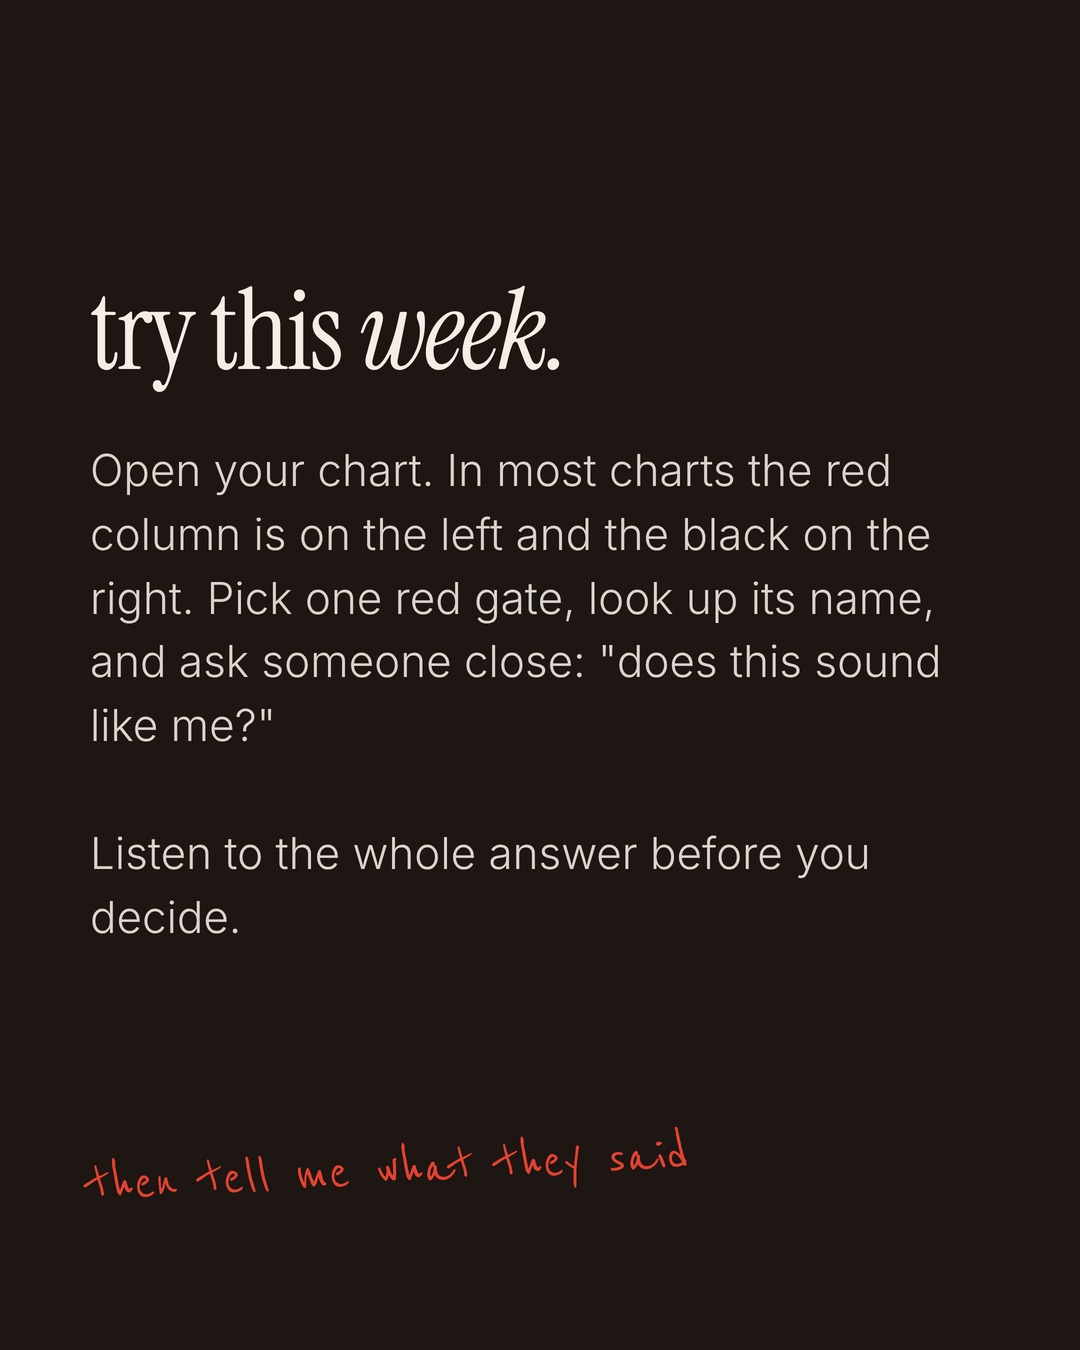 try this week.
Open your chart. In most charts the red
column is on the left and the black on the
right. Pick one red gate, look up its name,
and ask someone close: "does this sound
like me?"
Listen to the whole answer before you
decide.
then tell me what they said